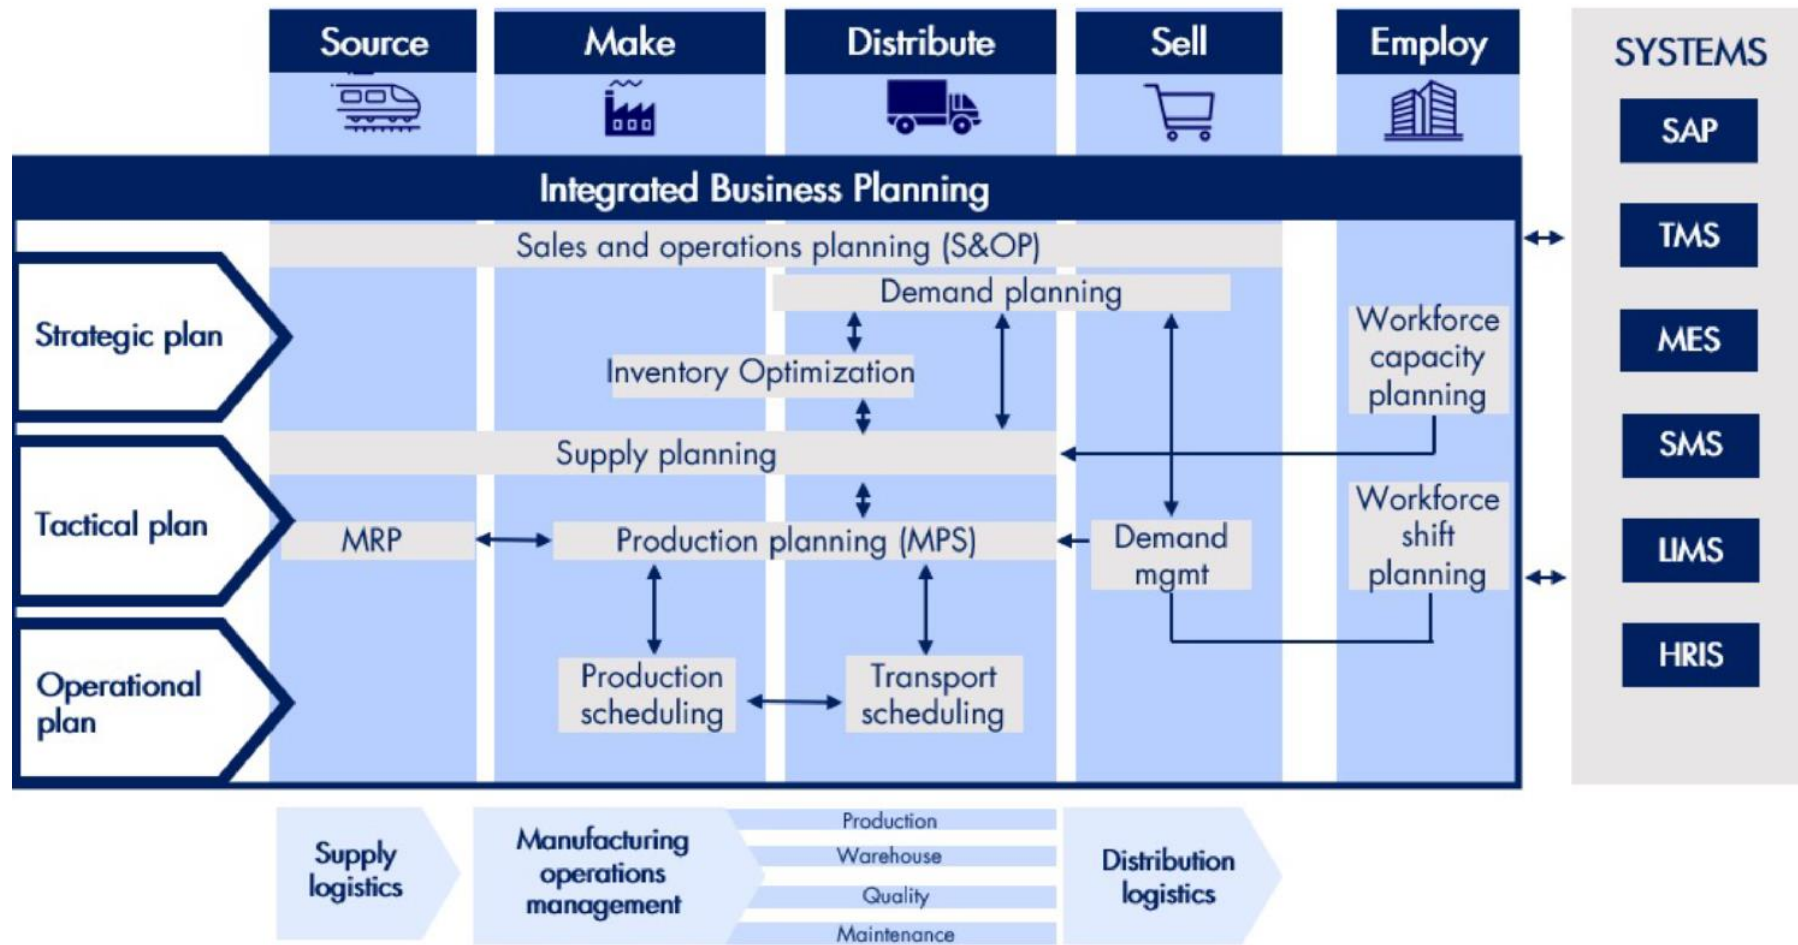 Source
Make
Distribute
Sell
Employ
SYSTEMS
SAP
TMS
MES
SMS
LIMS
HRIS
Integrated Business Planning
Sales and operations planning (S&OP)
Demand planning
Strategic plan
Inventory Optimization
Workforce
capacity
planning
Supply planning
Tactical plan
MRP
Production planning (MPS)
Demand
mgmt
Workforce
shift
planning
Operational
plan
Production
scheduling
Transport
scheduling
Supply
logistics
Manufacturing
operations
management
Production
Warehouse
Quality
Maintenance
Distribution
logistics